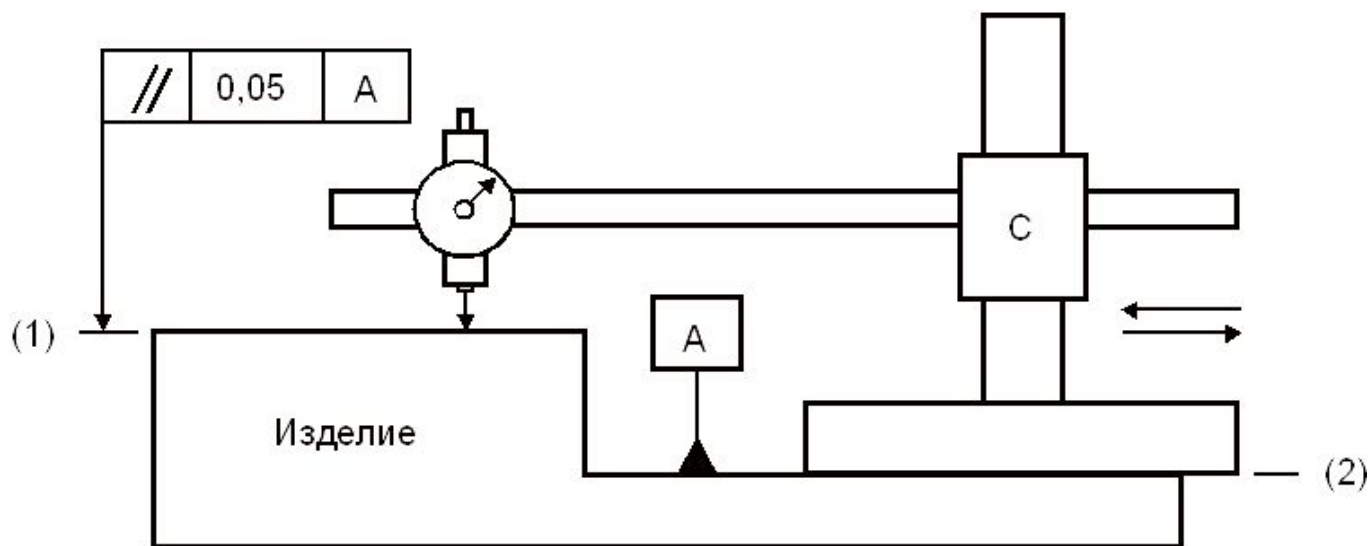 // 0,05 А
С
(1)
А
Изделие
(2)